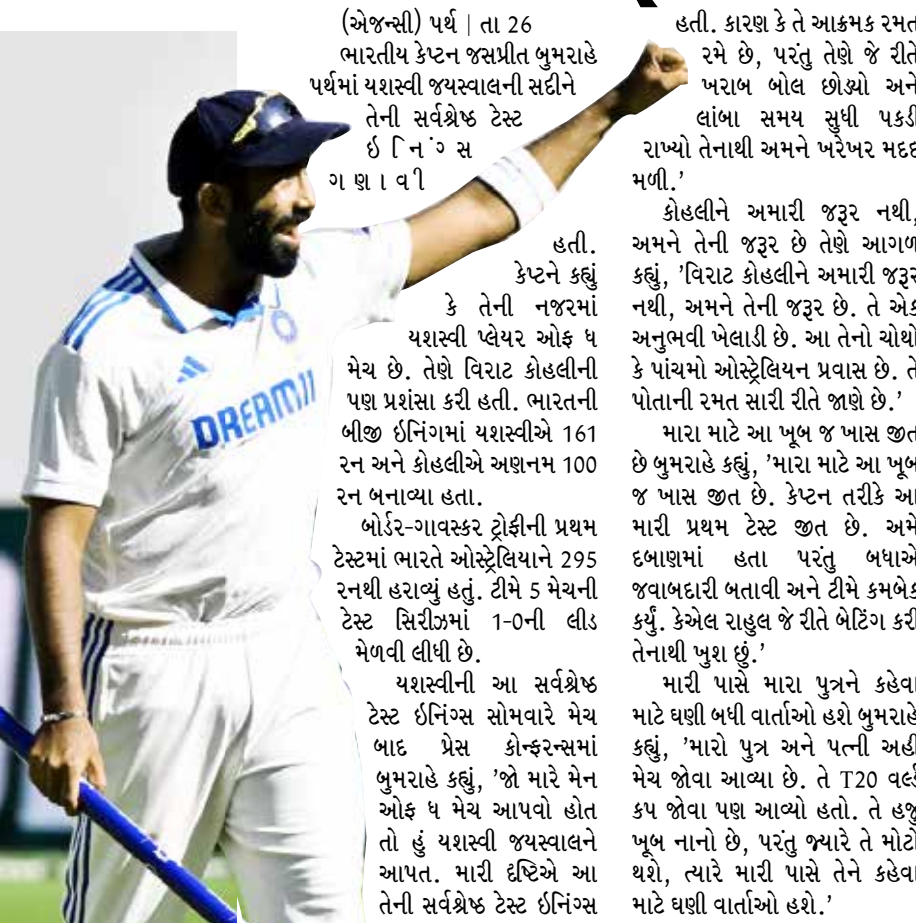 (એજન્સી) પર્થ | તા 26
ભારતીય કેપ્ટન જસપ્રીત બુમરાહે
પર્થમાં યશસ્વી જયસ્વાલની સદીને
તેની સર્વશ્રેષ્ઠ ટેસ્ટ
ઇનિંગ્સ
ગણાવી
હતી.
કેપ્ટને કહ્યું
કે તેની નજરમાં
યશસ્વી પ્લેયર ઓફ ધ
મેચ છે. તેણે વિરાટ કોહલીની
પણ પ્રશંસા કરી હતી. ભારતની
બીજી ઇનિંગમાં યશસ્વીએ 161
રન અને કોહલીએ અણનમ 100
રન બનાવ્યા હતા.
બોર્ડર-ગાવસ્કર ટ્રોફીની પ્રથમ
ટેસ્ટમાં ભારતે ઓસ્ટ્રેલિયાને 295
રનથી હરાવ્યું હતું. ટીમે 5 મેચની
ટેસ્ટ સિરીઝમાં 1-0ની લીડ
મેળવી લીધી છે.
યશસ્વીની આ સર્વશ્રેષ્ઠ
ટેસ્ટ ઇનિંગ્સ સોમવારે મેચ
બાદ પ્રેસ કોન્ફરન્સમાં
બુમરાહે કહ્યું, 'જો મારે મેન
ઓફ ધ મેચ આપવો હોત
તો હું યશસ્વી જયસ્વાલને
આપત. મારી દૃષ્ટિએ આ
તેની સર્વશ્રેષ્ઠ ટેસ્ટ ઇનિંગ્સ
હતી. કારણ કે તે આક્રમક રમત
રમે છે, પરંતુ તેણે જે રીતે
ખરાબ બોલ છોડ્યો અને
લાંબા સમય સુધી પકડી
રાખ્યો તેનાથી અમને ખરેખર મદદ
મળી.'
કોહલીને અમારી જરૂર નથી,
અમને તેની જરૂર છે તેણે આગળ
કહ્યું, 'વિરાટ કોહલીને અમારી જરૂર
નથી, અમને તેની જરૂર છે. તે એક
અનુભવી ખેલાડી છે. આ તેનો ચોથો
કે પાંચમો ઓસ્ટ્રેલિયન પ્રવાસ છે. તે
પોતાની રમત સારી રીતે જાણે છે.'
મારા માટે આ ખૂબ જ ખાસ જીત
છે બુમરાહે કહ્યું, 'મારા માટે આ ખૂબ
જ ખાસ જીત છે. કેપ્ટન તરીકે આ
મારી પ્રથમ ટેસ્ટ જીત છે. અમે
દબાણમાં હતા પરંતુ બધાએ
જવાબદારી બતાવી અને ટીમે કમબેક
કર્યું. કેએલ રાહુલ જે રીતે બેટિંગ કરી
તેનાથી ખુશ છું.'
મારી પાસે મારા પુત્રને કહેવા
માટે ઘણી બધી વાર્તાઓ હશે બુમરાહે
કહ્યું, 'મારો પુત્ર અને પત્ની અહીં
મેચ જોવા આવ્યા છે. તે T20 વર્લ્ડ
કપ જોવા પણ આવ્યો હતો. તે હજુ
ખૂબ નાનો છે, પરંતુ જ્યારે તે મોટો
થશે, ત્યારે મારી પાસે તેને કહેવા
માટે ઘણી વાર્તાઓ હશે.'
DREAM11